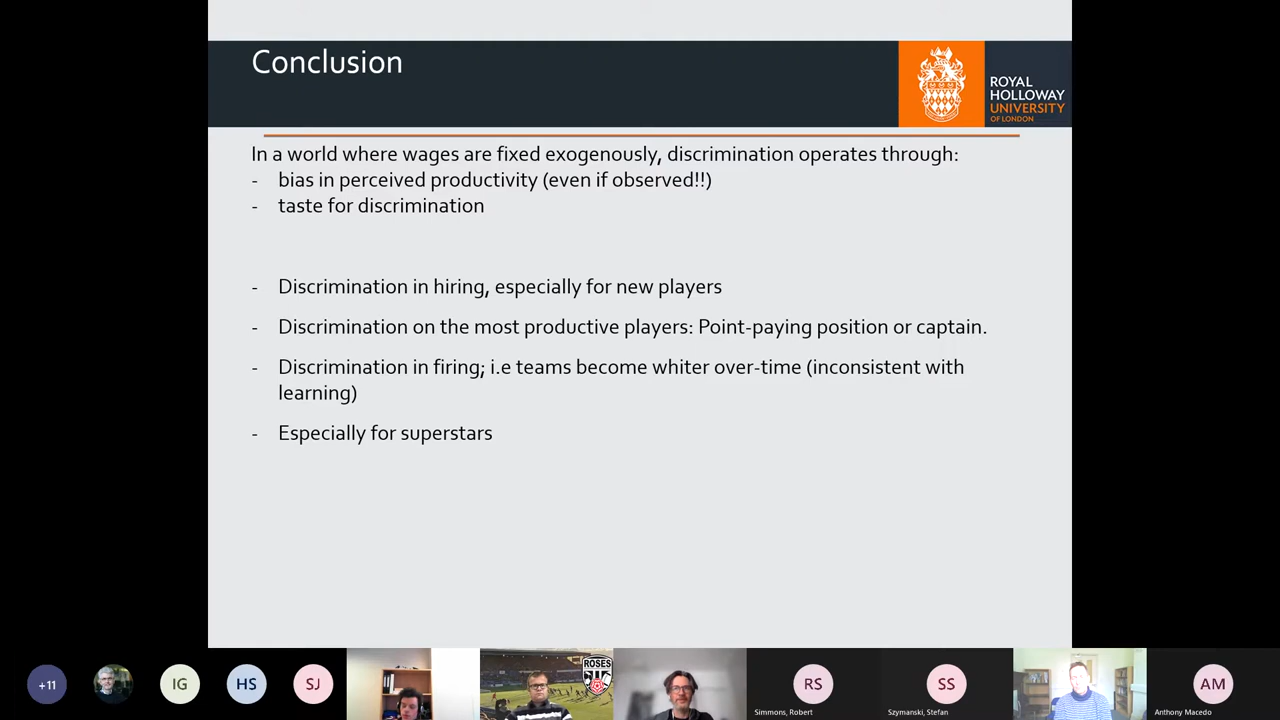 Conclusion
ROYAL
HOLLOWAY
UNIVERSITY
OF LONDON
In a world where wages are fixed exogenously, discrimination operates through:
- bias in perceived productivity (even if observed!!)
- taste for discrimination
- Discrimination in hiring, especially for new players
- Discrimination on the most productive players: Point-paying position or captain.
- Discrimination in firing; i.e teams become whiter over-time (inconsistent with
learning)
- Especially for superstars
+11
IG
HS
SJ
ROSES
RS
Simmons, Robert
SS
Szymanski, Stefan
AM
Anthony Macedo